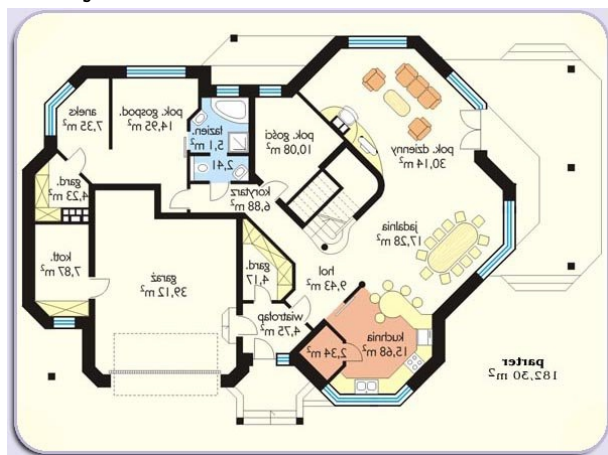 aneks
7,35 m²
pok. gospod.
14,95 m²
łazien.
5,1 m²
2,41
pok. gości
10,08 m²
pok. dzienny
30,14 m²
gard.
4,23 m²
korytarz
6,88 m²
jadalnia
17,28 m²
kotł.
7,87 m²
garaż
39,12 m²
gard.
4,17
hol
9,43 m²
wiatrołap
4,75 m²
kuchnia
15,68 m²
2,34
parter
182,30 m²